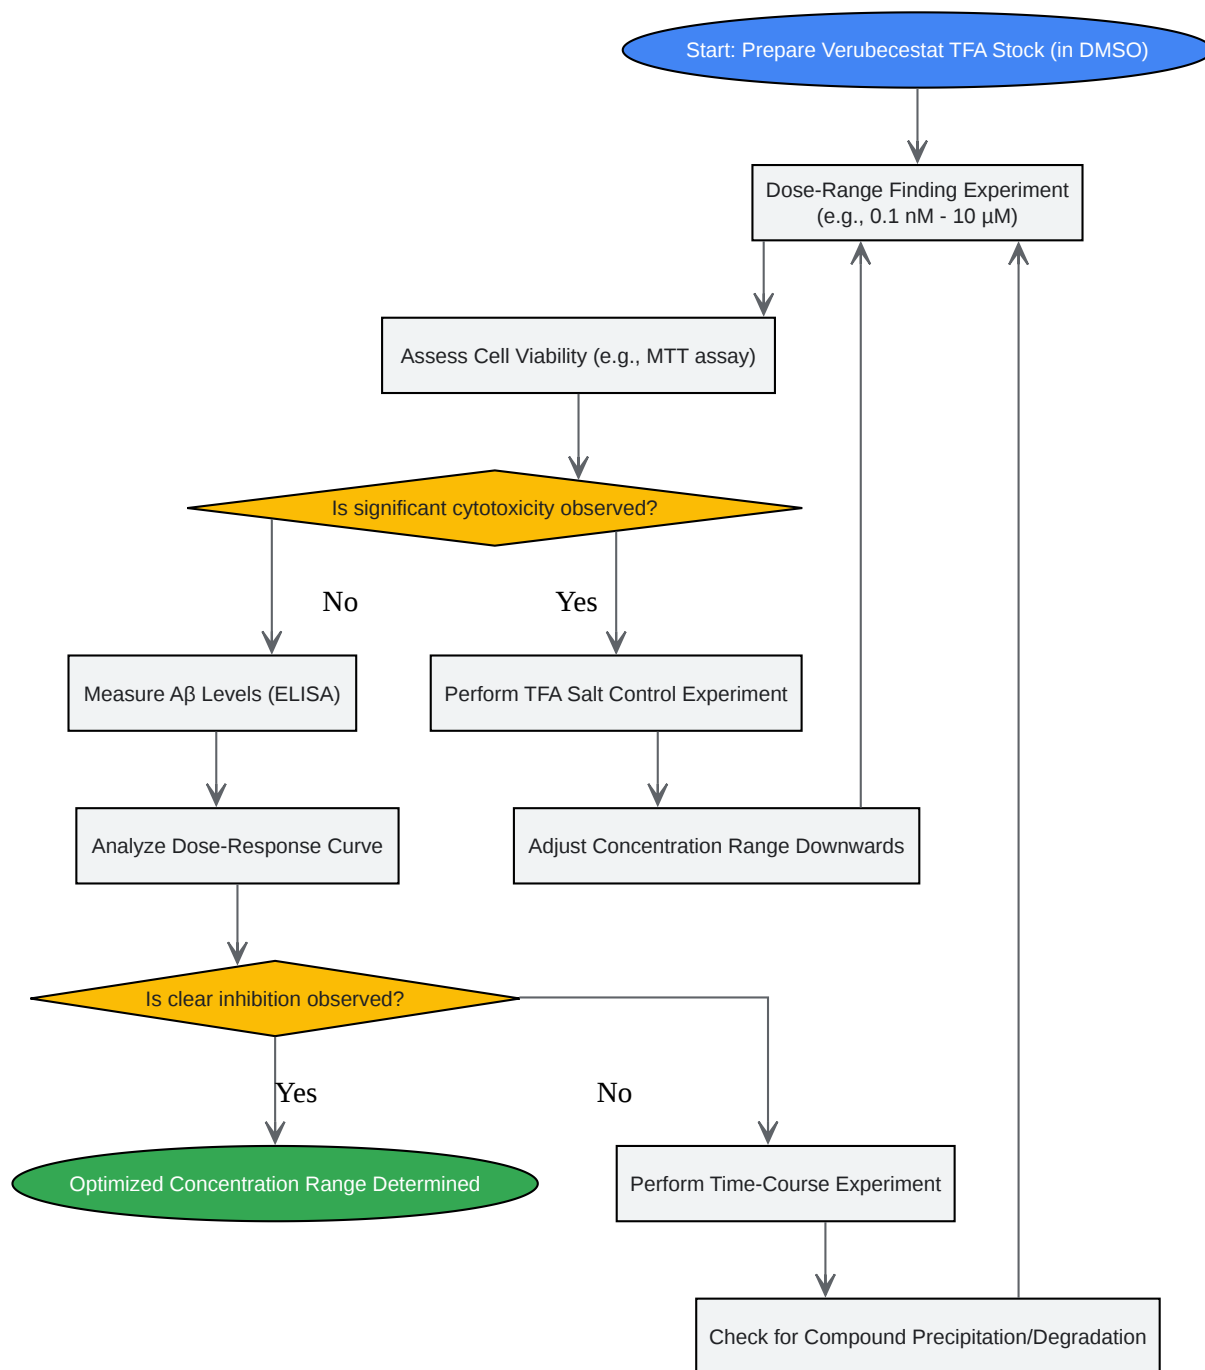 Start: Prepare Verubecestat TFA Stock (in DMSO)
Dose-Range Finding Experiment
(e.g., 0.1 nM - 10 µM)
Assess Cell Viability (e.g., MTT assay)
Is significant cytotoxicity observed?
No
Yes
Measure Aβ Levels (ELISA)
Perform TFA Salt Control Experiment
Analyze Dose-Response Curve
Adjust Concentration Range Downwards
Is clear inhibition observed?
Yes
No
Optimized Concentration Range Determined
Perform Time-Course Experiment
Check for Compound Precipitation/Degradation